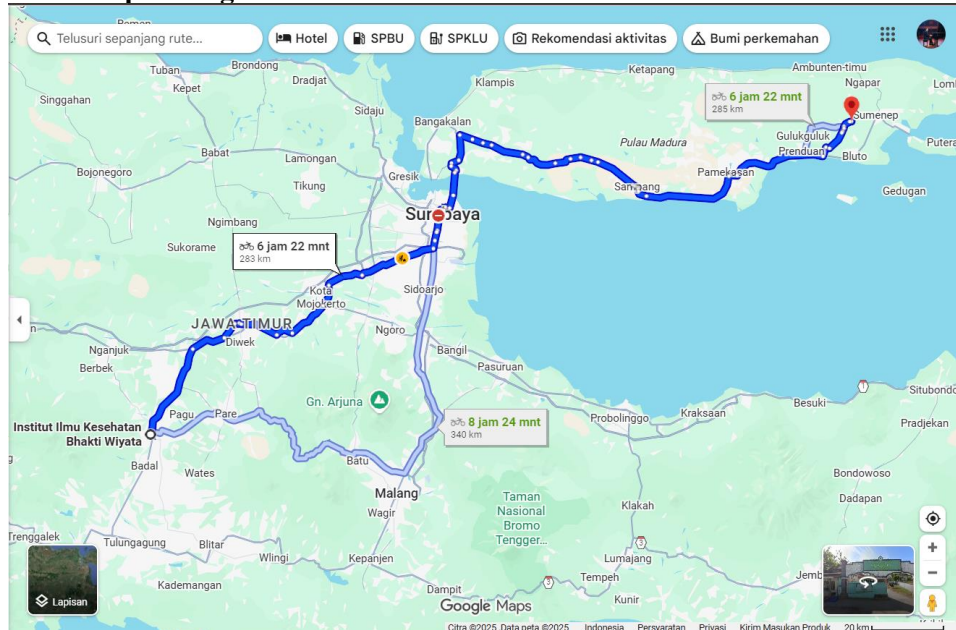 Telusuri sepanjang rute...
Hotel
SPBU
SPKLU
Rekomendasi aktivitas
Bumi perkemahan
Tuban
Brondong
Kepet
Dradjat
Singgahan
Sidaju
Klampis
Ketapang
Ambunten-timu
Ngapar
Lom
6 jam 22 mnt
285 km
Sumenep
Bangakalan
Pulau Madura
Gulukguluk
Prenduan
Putera
Bluto
Babat
Lamongan
Bojonegoro
Gresik
Tikung
Pamekasan
Sampang
Gedugan
Surabaya
Ngimbang
Sukorame
6 jam 22 mnt
283 km
Sidoarjo
Kota
Mojokerto
JAWA TIMUR
Diwek
Ngoro
Nganjuk
Berbek
Bangil
Pasuruan
Gn. Arjuna
Besuki
Situbondo
Pagu
Pare
8 jam 24 mnt
340 km
Probolinggo
Kraksaan
Pradjekan
Institut Ilmu Kesehatan
Bhakti Wiyata
Badal
Wates
Batu
Bondowoso
Malang
Dadapan
Wagir
Taman
Nasional
Bromo
Tengger...
Klakah
Trenggalek
Tulungagung
Blitar
Wlingi
Kepanjen
3
Lumajang
Jemb
Lapisan
Kademangan
Dampit
3
Tempeh
Kunir
Google Maps
Citra ©2025 Data peta ©2025 Indonesia Persyaratan Privasi Kirim Masukan Produk 20 km